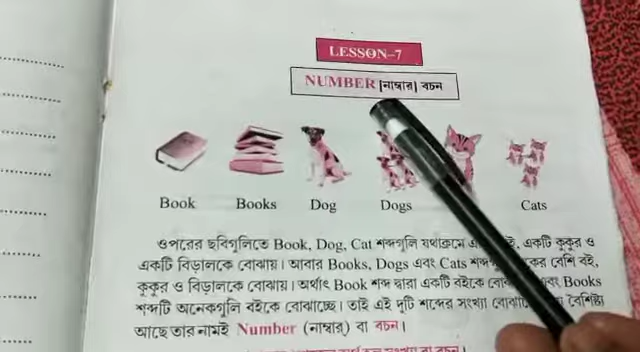 LESSON–7
NUMBER [নাম্বার] বচন
Book Books Dog Dogs Cats
ওপরের ছবিগুলিতে Book, Dog, Cat শব্দগুলি যথাক্রমে একটি কুকুর ও
একটি বিড়ালকে বোঝায়। আবার Books, Dogs এবং Cats বেশি বই,
কুকুর ও বিড়ালকে বোঝায়। অর্থাৎ Book শব্দ দ্বারা একটি বইকে Books
শব্দটি অনেকগুলি বইকে বোঝাচ্ছে। তাই এই দুটি শব্দের সংখ্যা বৈশিষ্ট্য
আছে তার নামই Number (নাম্বার) বা বচন।